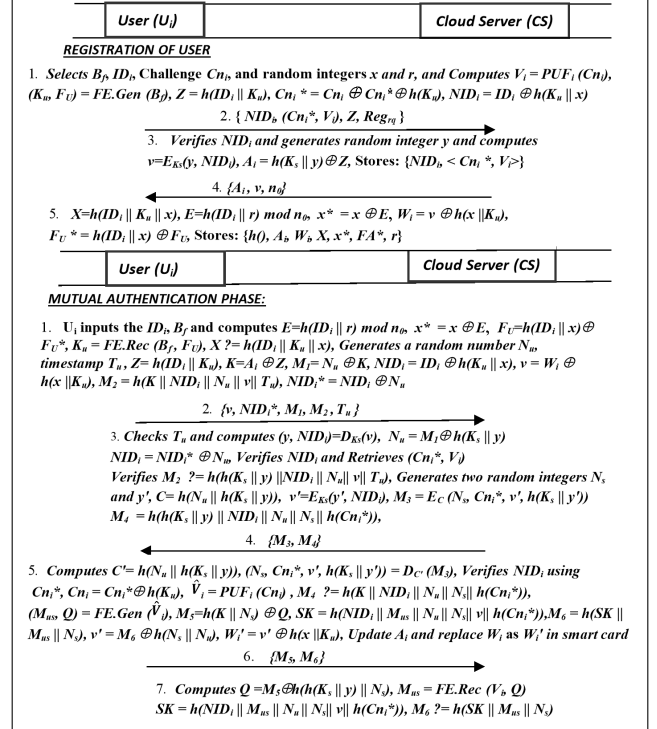 User (Ui) Cloud Server (CS)
REGISTRATION OF USER
1. Selects Bf, IDi, Challenge Cni, and random integers x and r, and Computes Vi = PUFi (Cni),
(Ku, FU) = FE.Gen (Bf), Z = h(IDi || Ku), Cni * = Cni ⊕ Cni*⊕h(Ku), NIDi = IDi ⊕h(Ku || x)
2. { NIDi, (Cni*, Vi), Z, Regrq }
3. Verifies NIDi and generates random integer y and computes
v=EKs(y, NIDi), Ai = h(Ks || y)⊕Z, Stores: {NIDi, < Cni *, Vi>}
4. {Ai , v, n0}
5. X=h(IDi || Ku || x), E=h(IDi || r) mod n0, x* = x ⊕E, Wi = v ⊕h(x ||Ku),
FU * = h(IDi || x) ⊕FU, Stores: {h(), Ai, Wi, X, x*, FA*, r}
User (Ui) Cloud Server (CS)
MUTUAL AUTHENTICATION PHASE:
1. Ui inputs the IDi, Bf and computes E=h(IDi || r) mod n0, x* = x ⊕E, FU=h(IDi || x)⊕
FU*, Ku = FE.Rec (Bf, FU), X ?= h(IDi || Ku || x), Generates a random number Nu,
timestamp Tu , Z= h(IDi || Ku), K=Ai ⊕Z, M1= Nu ⊕K, NIDi = IDi ⊕h(Ku || x), v = Wi ⊕
h(x ||Ku), M2 = h(K || NIDi || Nu || v|| Tu), NIDi* = NIDi ⊕Nu
2. {v, NIDi*, M1, M2 , Tu }
3. Checks Tu and computes (y, NIDi)=DKs(v), Nu = M1⊕h(Ks || y)
NIDi = NIDi* ⊕Nu, Verifies NIDi and Retrieves (Cni*, Vi)
Verifies M2 ?= h(h(Ks || y) ||NIDi || Nu|| v|| Tu), Generates two random integers Ns
and y', C= h(Nu || h(Ks || y)), v'=EKs(y', NIDi), M3 = EC (Ns, Cni*, v', h(Ks || y'))
M4 = h(h(Ks || y) || NIDi || Nu || Ns || h(Cni*)),
4. {M3, M4}
5. Computes C'= h(Nu || h(Ks || y)), (Ns, Cni*, v', h(Ks || y')) = DC' (M3), Verifies NIDi using
Cni*, Cni = Cni*⊕h(Ku), V̂i = PUFi (Cni) , M4 ?= h(K || NIDi || Nu || Ns|| h(Cni*)),
(Mus, Q) = FE.Gen (V̂i), M5=h(K || Ns) ⊕Q, SK = h(NIDi || Mus || Nu || Ns|| v|| h(Cni*)),M6 = h(SK ||
Mus || Ns), v' = M6 ⊕h(Ns || Nu), Wi' = v' ⊕h(x ||Ku), Update Ai and replace Wi as Wi' in smart card
6. {M5, M6}
7. Computes Q =M5⊕h(h(Ks || y) || Ns), Mus = FE.Rec (Vi, Q)
SK = h(NIDi || Mus || Nu || Ns|| v|| h(Cni*)), M6 ?= h(SK || Mus || Ns)